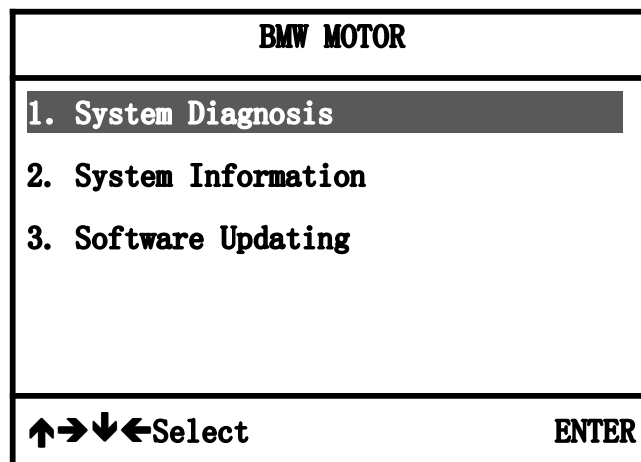 BMW MOTOR
1. System Diagnosis
2. System Information
3. Software Updating
↑→↓←Select ENTER